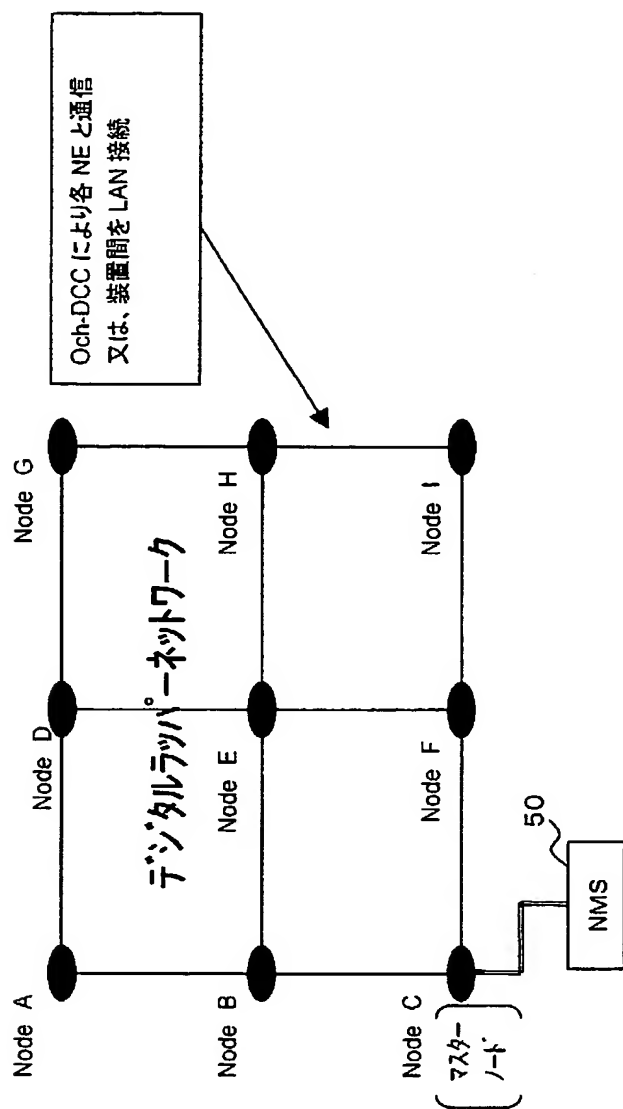 Node A
Node D
Node G
デジタルラッパーネットワーク
Node B
Node E
Node H
Node C
(マスターノード)
Node F
Node I
50
NMS
Och-DCC により各 NE と通信
又は、装置間を LAN 接続